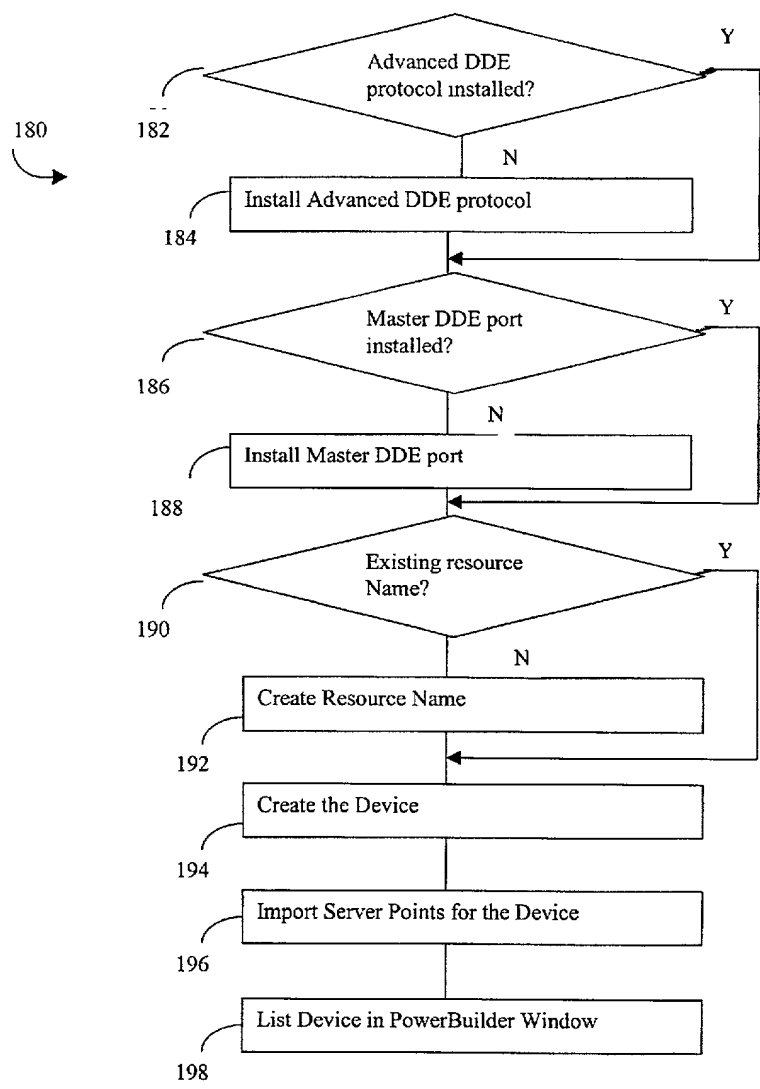 Y
Advanced DDE
protocol installed?
180
182
N
Install Advanced DDE protocol
184
Y
Master DDE port
installed?
186
N
Install Master DDE port
188
Y
Existing resource
Name?
190
N
Create Resource Name
192
Create the Device
194
Import Server Points for the Device
196
List Device in PowerBuilder Window
198